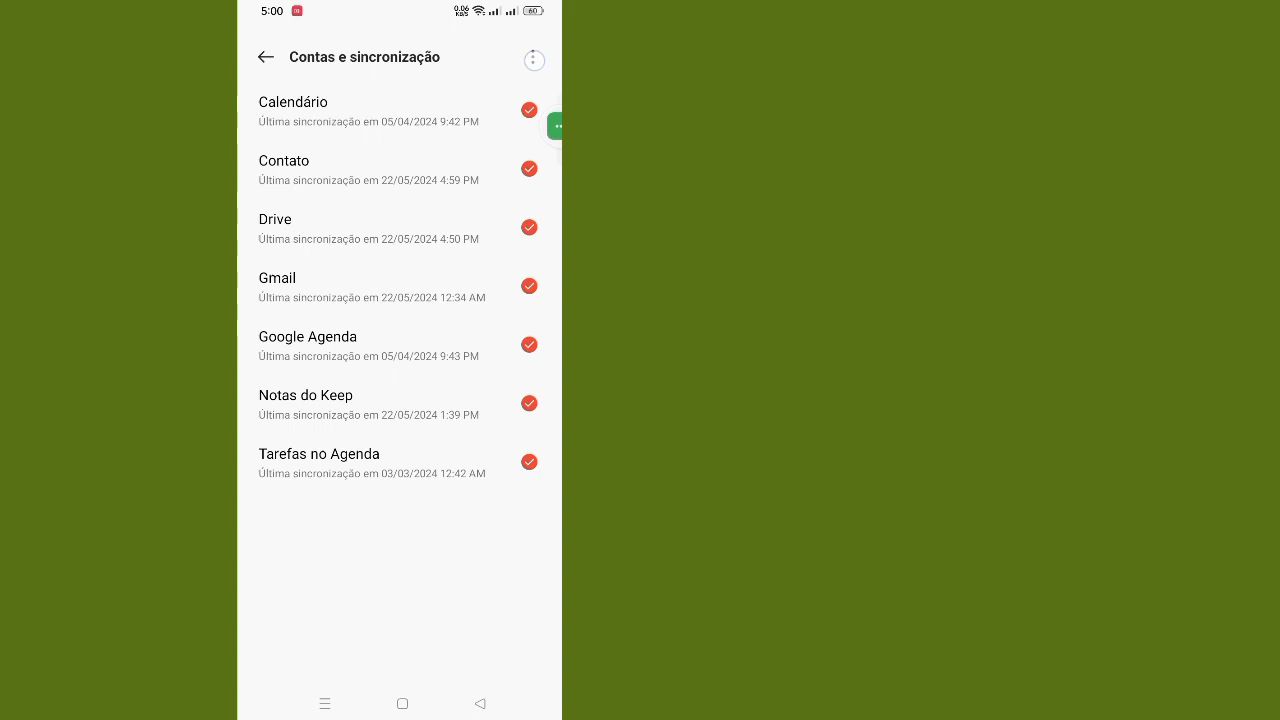 5:00 0.06 KB/S 60
Contas e sincronização
Calendário
Última sincronização em 05/04/2024 9:42 PM
Contato
Última sincronização em 22/05/2024 4:59 PM
Drive
Última sincronização em 22/05/2024 4:50 PM
Gmail
Última sincronização em 22/05/2024 12:34 AM
Google Agenda
Última sincronização em 05/04/2024 9:43 PM
Notas do Keep
Última sincronização em 22/05/2024 1:39 PM
Tarefas no Agenda
Última sincronização em 03/03/2024 12:42 AM